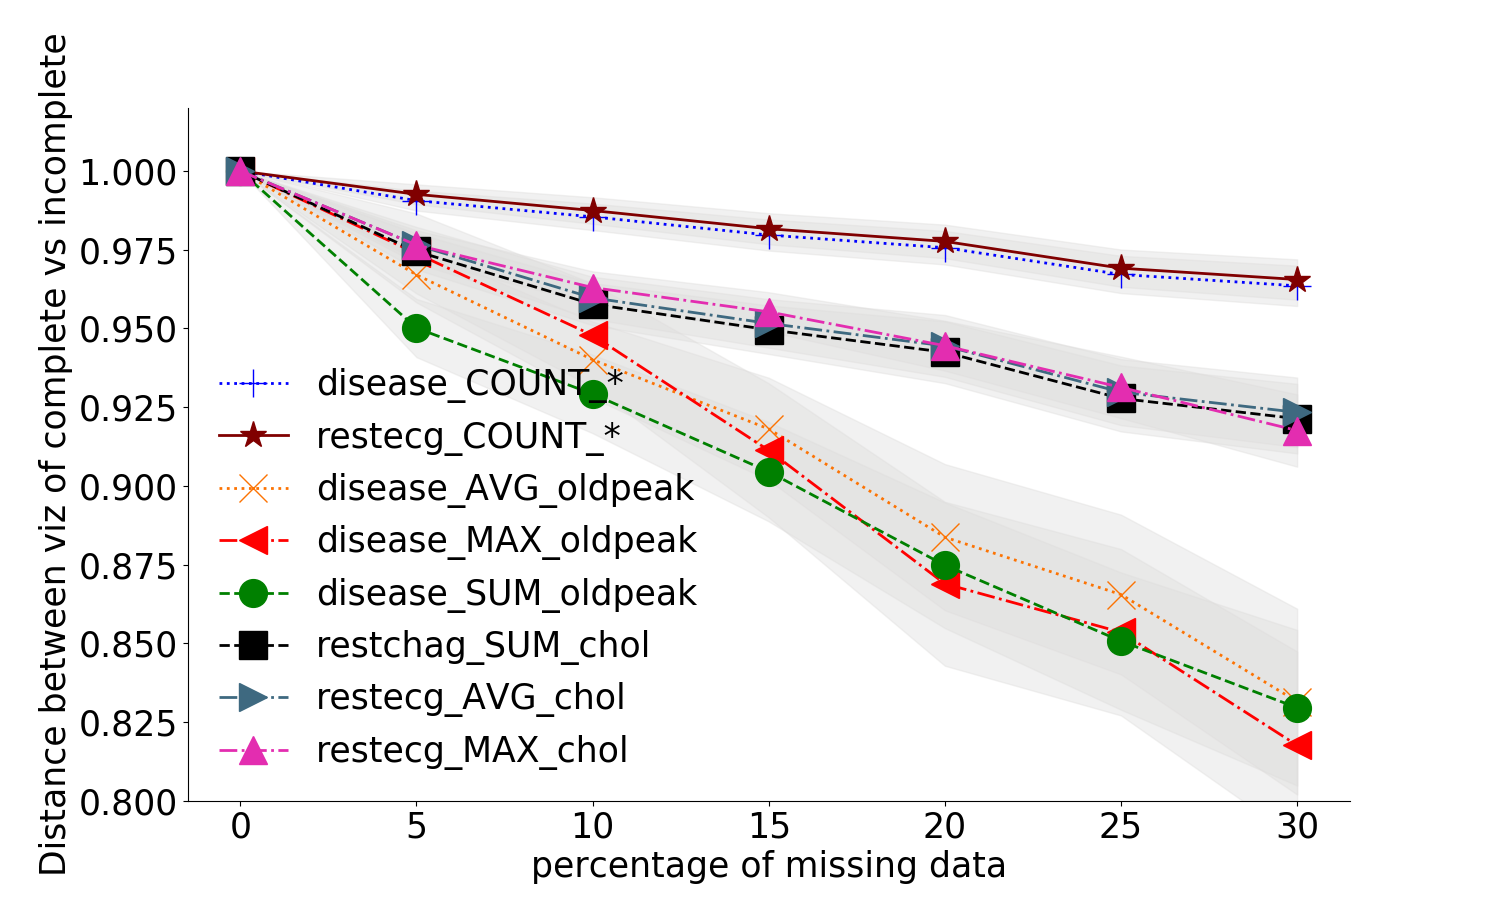 Distance between viz of complete vs incomplete
1.000
0.975
0.950
0.925
0.900
0.875
0.850
0.825
0.800
disease_COUNT_*
restecg_COUNT_*
disease_AVG_oldpeak
disease_MAX_oldpeak
disease_SUM_oldpeak
restchag_SUM_chol
restecg_AVG_chol
restecg_MAX_chol
0 5 10 15 20 25 30
percentage of missing data